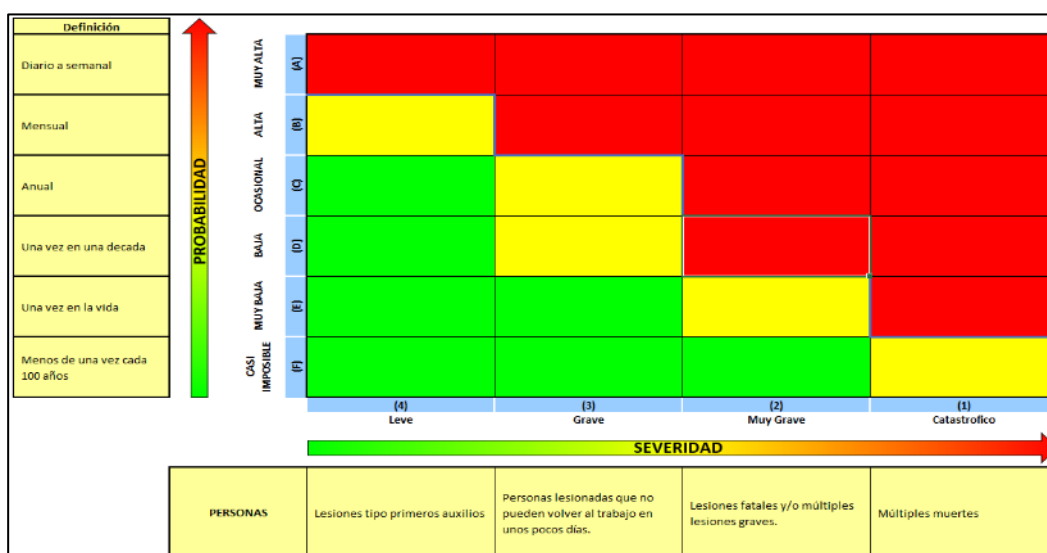 Definición
Diario a semanal
Mensual
Anual
Una vez en una decada
Una vez en la vida
Menos de una vez cada
100 años
PROBABILIDAD
MUY ALTA
(A)
ALTA
(B)
OCASIONAL
(C)
BAJA
(D)
MUY BAJA
(E)
CASI
IMPOSIBLE
(F)
(4)
Leve
(3)
Grave
(2)
Muy Grave
(1)
Catastrofico
SEVERIDAD
PERSONAS
Lesiones tipo primeros auxilios
Personas lesionadas que no
pueden volver al trabajo en
unos pocos días.
Lesiones fatales y/o múltiples
lesiones graves.
Múltiples muertes